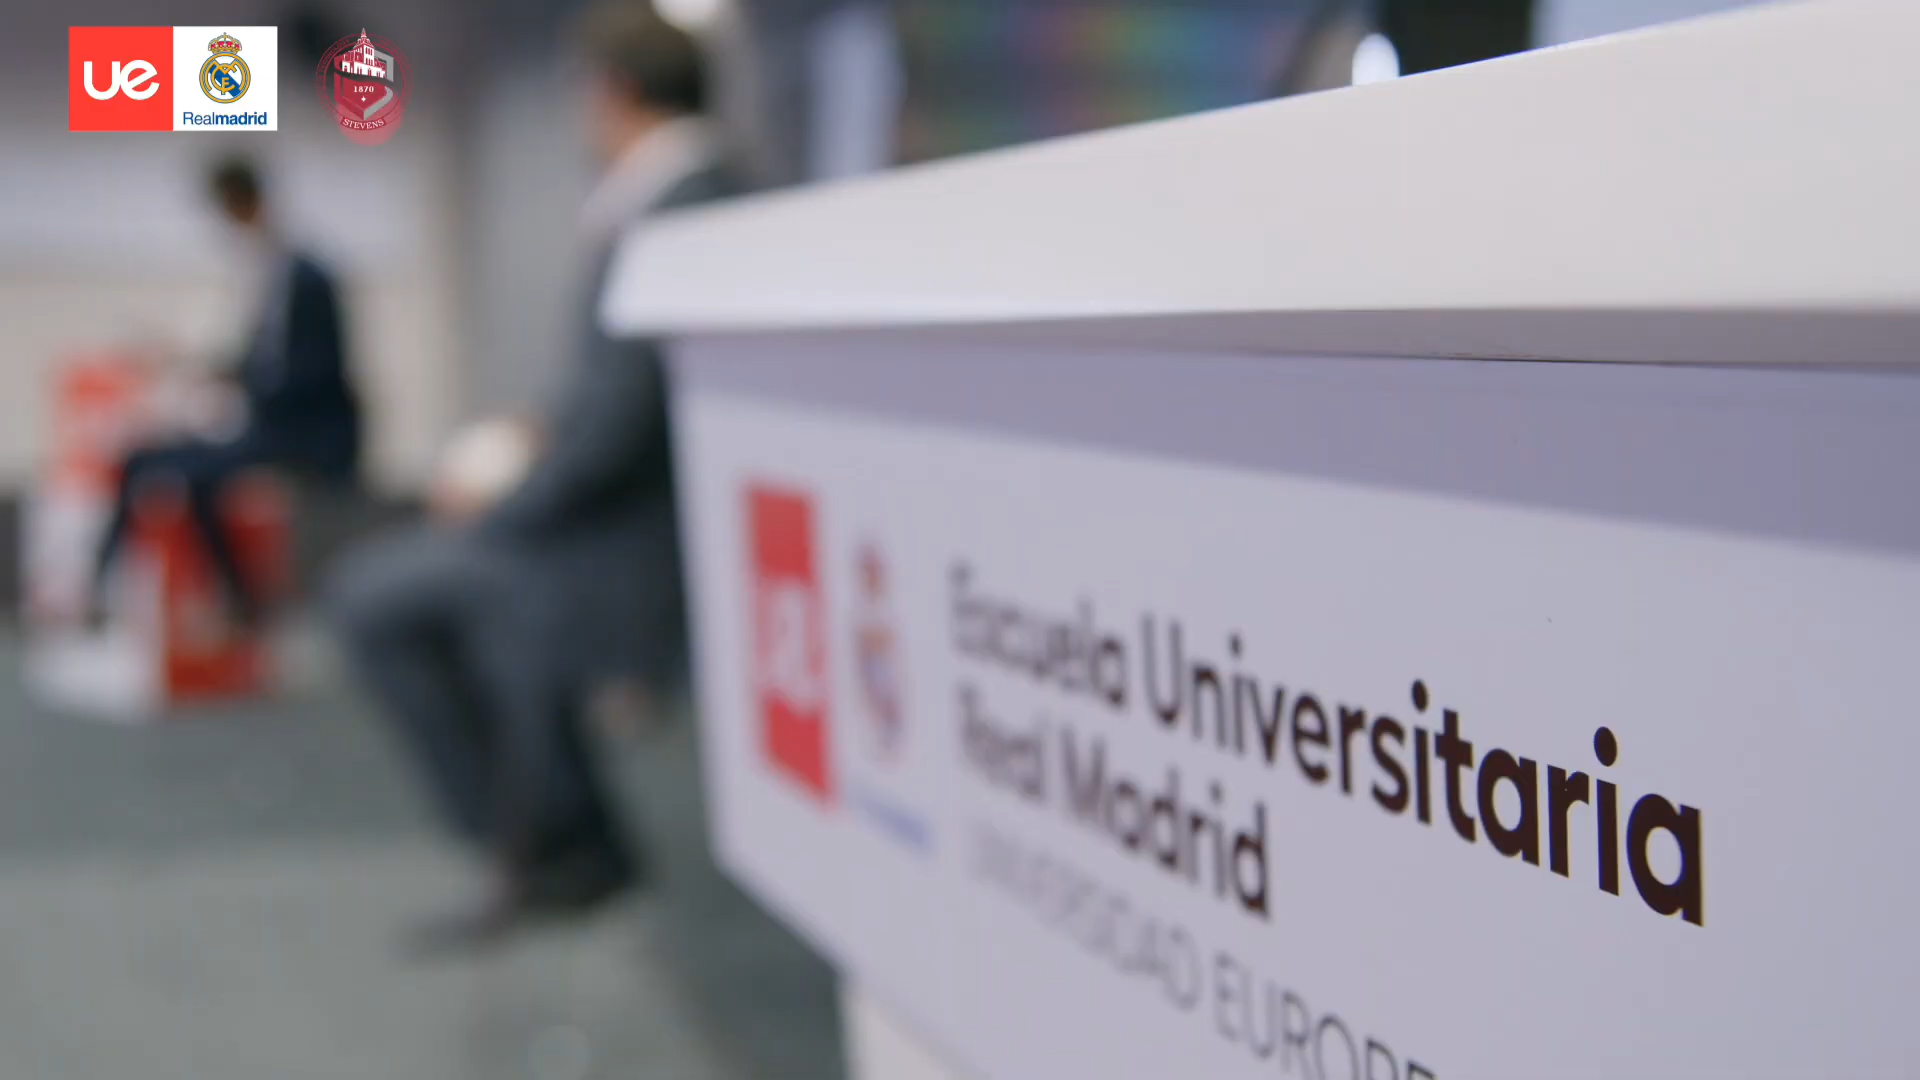 ue
Realmadrid
1870
STEVENS
Escuela Universitaria
Real Madrid
UNIVERSIDAD EUROPE